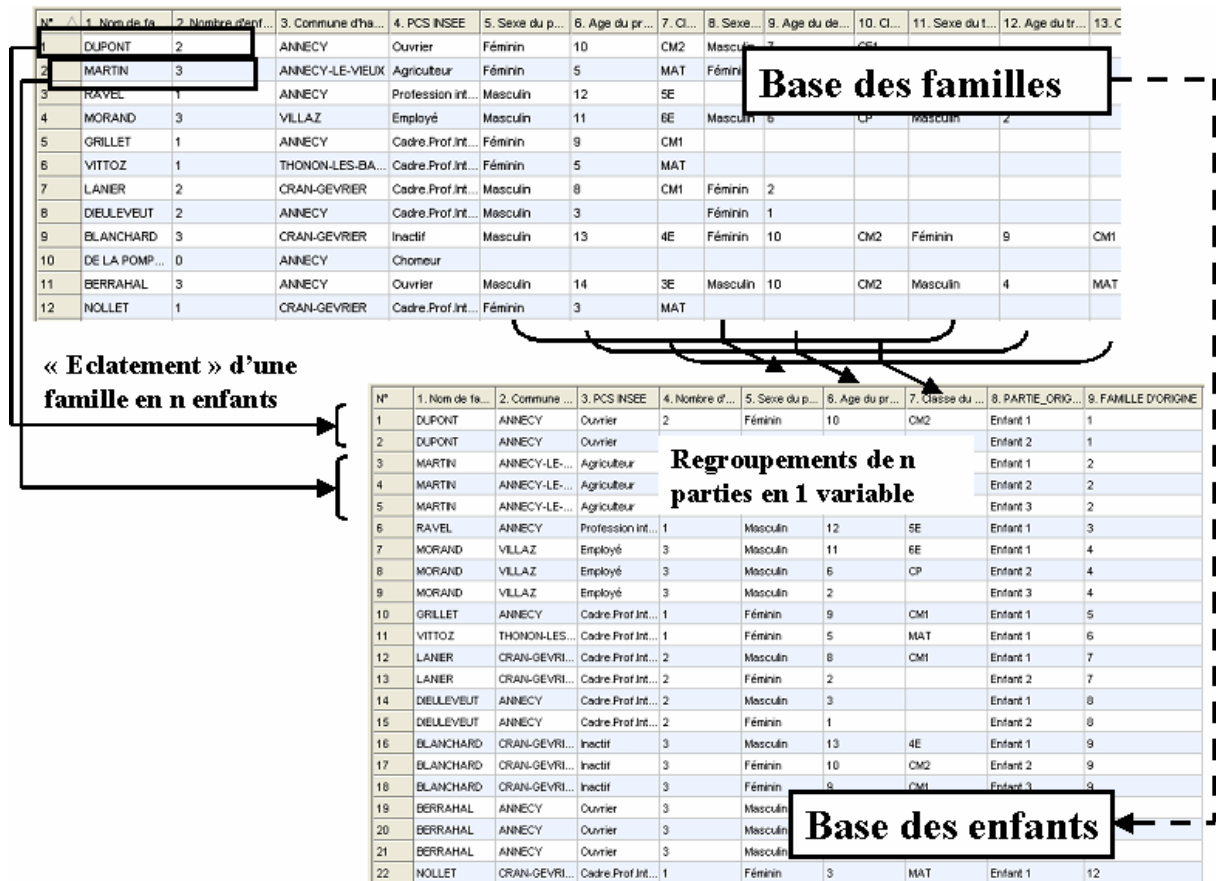 N° 1. Nom de fa... 2. Nombre d'enf... 3. Commune d'ha... 4. PCS INSEE 5. Sexe du p... 6. Age du pr... 7. Cl... 8. Sexe... 9. Age du de... 10. Cl... 11. Sexe du t... 12. Age du tr... 13. C
1 DUPONT 2 ANNECY Ouvrier Féminin 10 CM2 Masculin
2 MARTIN 3 ANNECY-LE-VIEUX Agriculteur Féminin 5 MAT
Base des familles
3 RAVEL 1 ANNECY Profession int... Masculin 12 5E
4 MORAND 3 VILLAZ Employé Masculin 11 6E Masculin 6 CP Masculin 2
5 GRILLET 1 ANNECY Cadre.Prof.Int... Féminin 9 CM1
6 VITTOZ 1 THONON-LES-BA... Cadre.Prof.Int... Féminin 5 MAT
7 LANIER 2 CRAN-GEVRIER Cadre.Prof.Int... Masculin 8 CM1 Féminin 2
8 DIEULEVEUT 2 ANNECY Cadre.Prof.Int... Masculin 3 Féminin 1
9 BLANCHARD 3 CRAN-GEVRIER Inactif Masculin 13 4E Féminin 10 CM2 Féminin 9 CM1
10 DE LA POMP... 0 ANNECY Chomeur
11 BERRAHAL 3 ANNECY Ouvrier Masculin 14 3E Masculin 10 CM2 Masculin 4 MAT
12 NOLLET 1 CRAN-GEVRIER Cadre.Prof.Int... Féminin 3 MAT
« Eclatement » d'une
famille en n enfants
N° 1. Nom de fa... 2. Commune ... 3. PCS INSEE 4. Nombre d'... 5. Sexe du p... 6. Age du pr... 7. Classe du ... 8. PARTIE_ORIG... 9. FAMILLE D'ORIGINE
1 DUPONT ANNECY Ouvrier 2 Féminin 10 CM2 Enfant 1 1
2 DUPONT ANNECY Ouvrier Enfant 2 1
3 MARTIN ANNECY-LE-... Agriculteur Enfant 1 2
4 MARTIN ANNECY-LE-... Agriculteur Enfant 2 2
5 MARTIN ANNECY-LE-... Agriculteur Enfant 3 2
Regroupements de n
parties en 1 variable
6 RAVEL ANNECY Profession int... 1 Masculin 12 5E Enfant 1 3
7 MORAND VILLAZ Employé 3 Masculin 11 6E Enfant 1 4
8 MORAND VILLAZ Employé 3 Masculin 6 CP Enfant 2 4
9 MORAND VILLAZ Employé 3 Masculin 2 Enfant 3 4
10 GRILLET ANNECY Cadre.Prof.Int... 1 Féminin 9 CM1 Enfant 1 5
11 VITTOZ THONON-LES... Cadre.Prof.Int... 1 Féminin 5 MAT Enfant 1 6
12 LANIER CRAN-GEVRI... Cadre.Prof.Int... 2 Masculin 8 CM1 Enfant 1 7
13 LANIER CRAN-GEVRI... Cadre.Prof.Int... 2 Féminin 2 Enfant 2 7
14 DIEULEVEUT ANNECY Cadre.Prof.Int... 2 Masculin 3 Enfant 1 8
15 DIEULEVEUT ANNECY Cadre.Prof.Int... 2 Féminin 1 Enfant 2 8
16 BLANCHARD CRAN-GEVRI... Inactif 3 Masculin 13 4E Enfant 1 9
17 BLANCHARD CRAN-GEVRI... Inactif 3 Féminin 10 CM2 Enfant 2 9
18 BLANCHARD CRAN-GEVRI... Inactif 3 Féminin 9 CM1 Enfant 3 9
19 BERRAHAL ANNECY Ouvrier 3 Masculin
20 BERRAHAL ANNECY Ouvrier 3 Masculin
21 BERRAHAL ANNECY Ouvrier 3 Masculin
Base des enfants
22 NOLLET CRAN-GEVRI... Cadre.Prof.Int... 1 Féminin 3 MAT Enfant 1 12